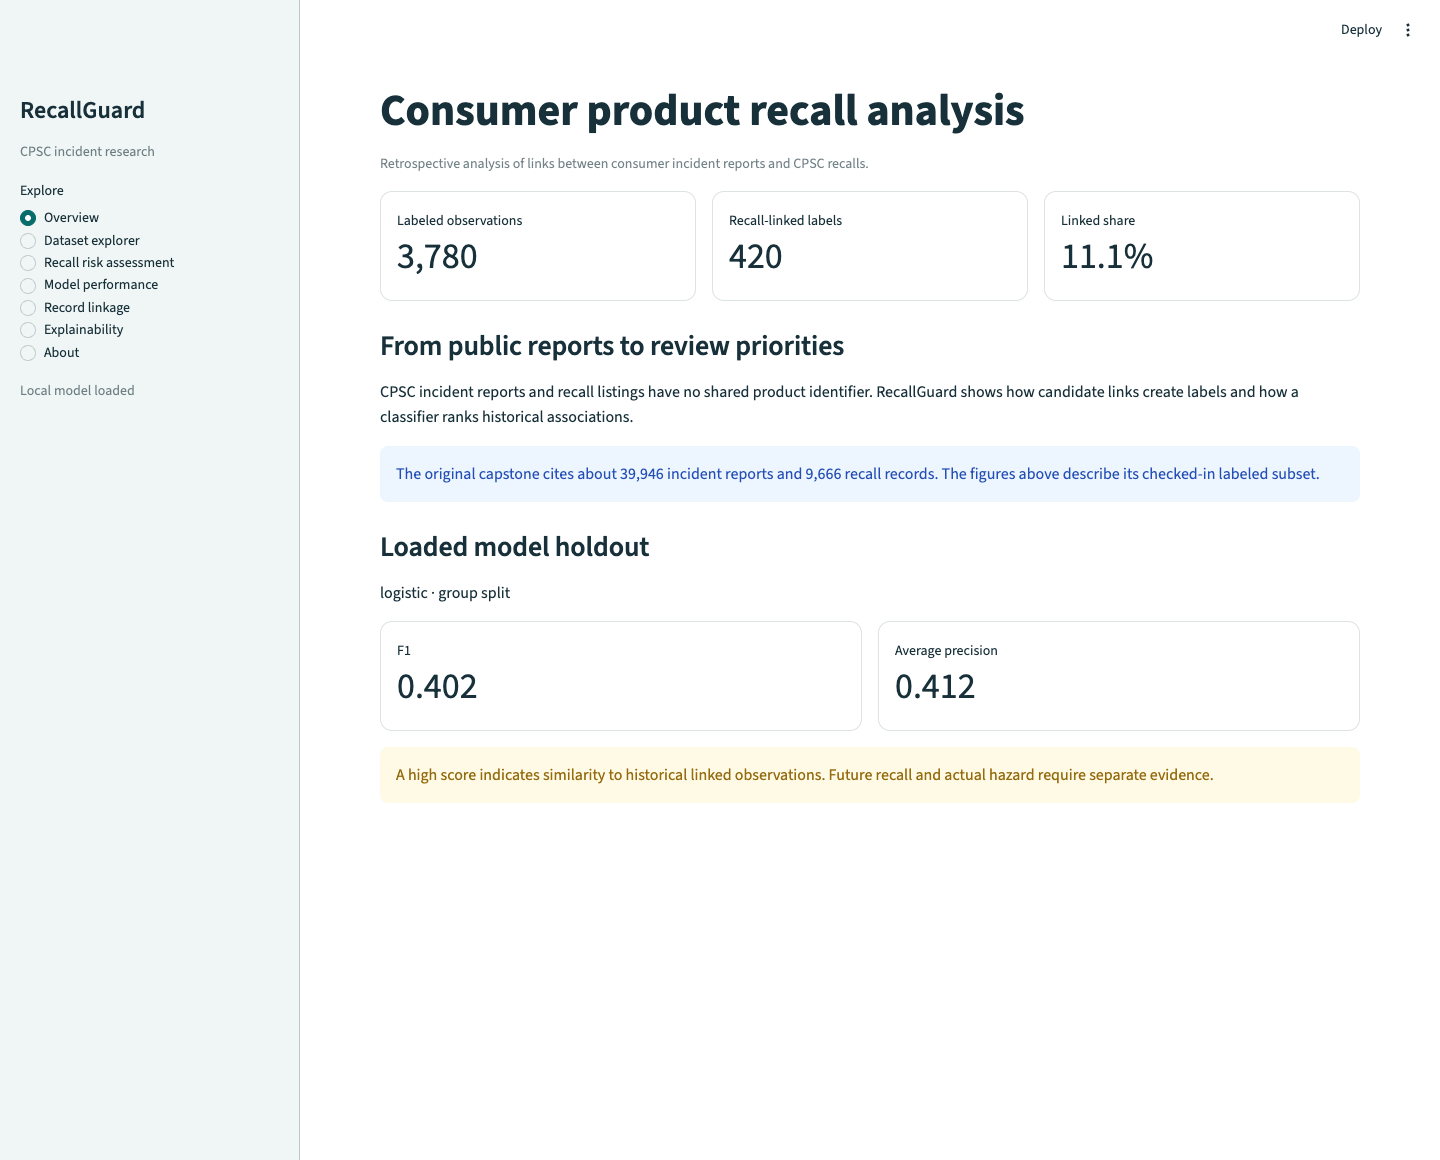 Deploy
RecallGuard
CPSC incident research
Explore
Overview
Dataset explorer
Recall risk assessment
Model performance
Record linkage
Explainability
About
Local model loaded
Consumer product recall analysis
Retrospective analysis of links between consumer incident reports and CPSC recalls.
Labeled observations
3,780
Recall-linked labels
420
Linked share
11.1%
From public reports to review priorities
CPSC incident reports and recall listings have no shared product identifier. RecallGuard shows how candidate links create labels and how a
classifier ranks historical associations.
The original capstone cites about 39,946 incident reports and 9,666 recall records. The figures above describe its checked-in labeled subset.
Loaded model holdout
logistic · group split
F1
0.402
Average precision
0.412
A high score indicates similarity to historical linked observations. Future recall and actual hazard require separate evidence.